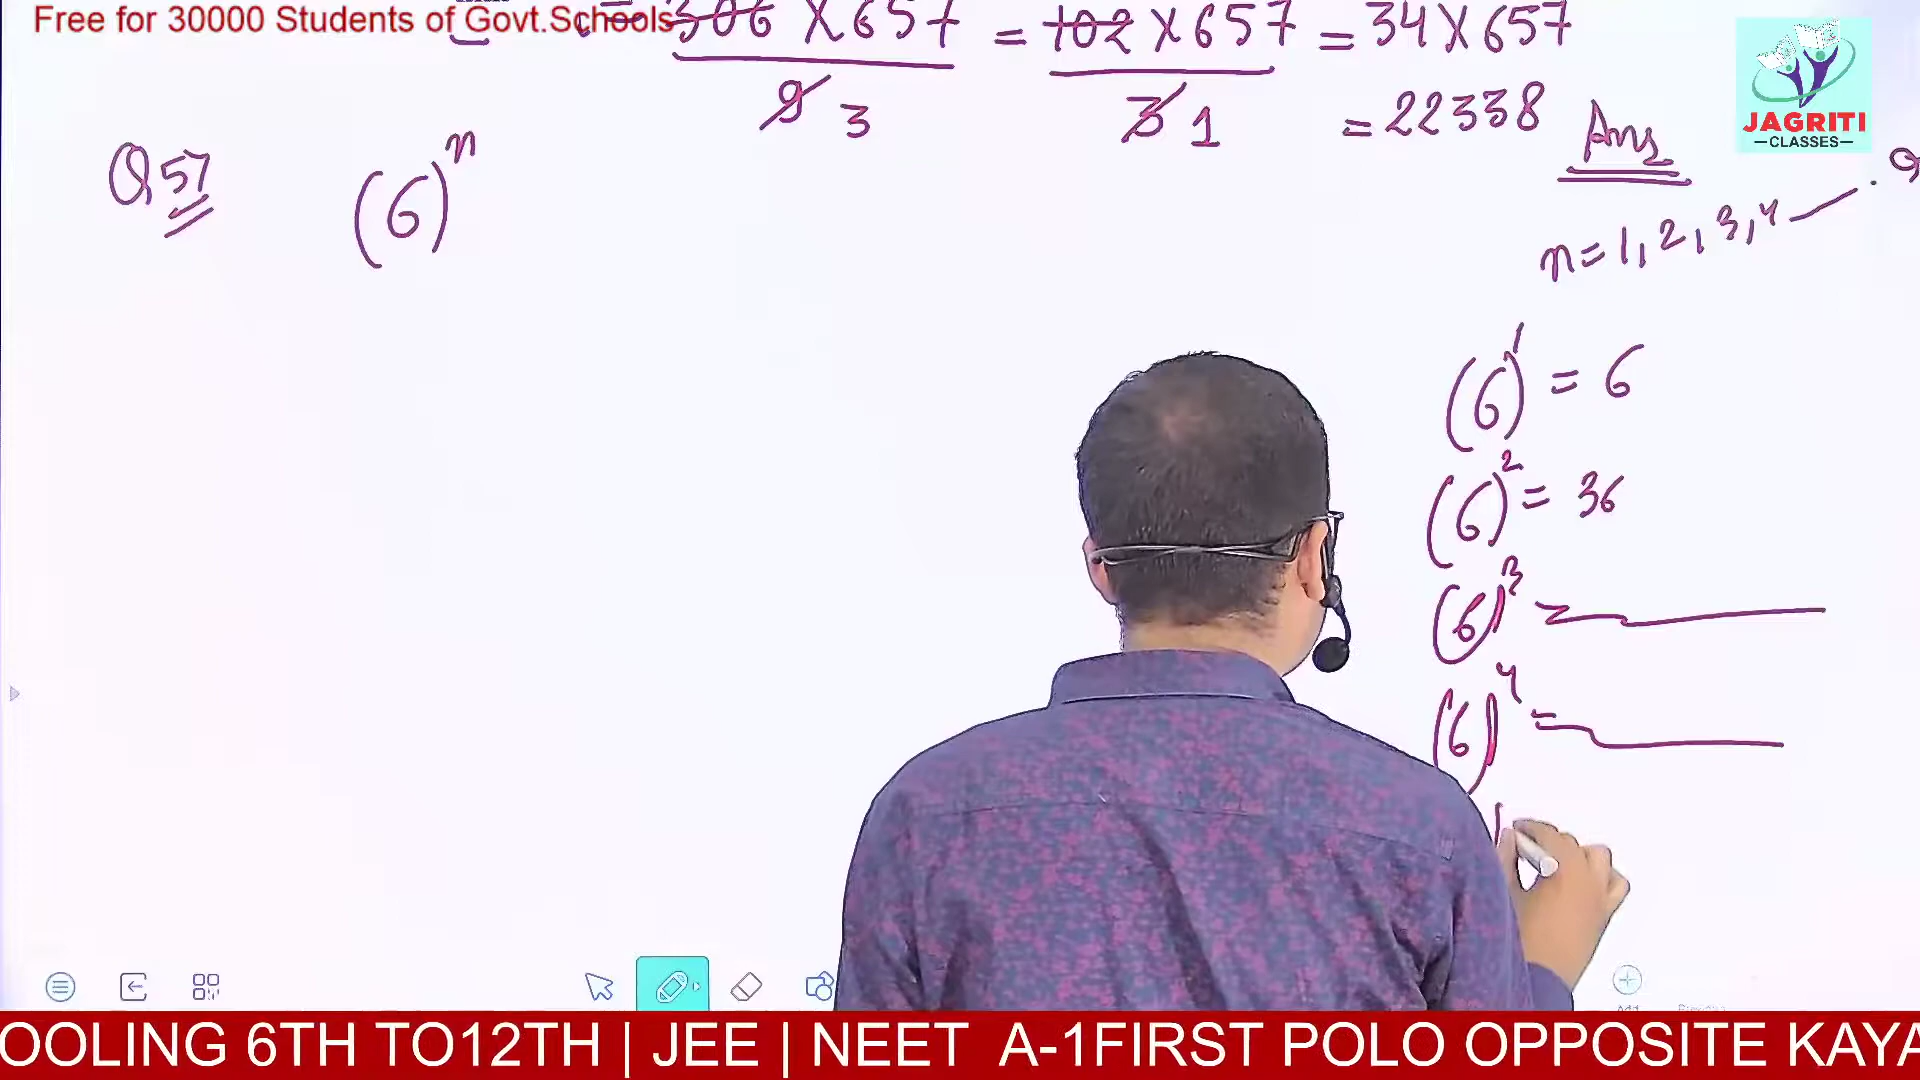 Free for 30000 Students of Govt.Schools
= 306 X 657 = 102 X 657 = 34 X 657
9 3 3 1 = 22338 Ans
JAGRITI
CLASSES
Q57 (6)^n
n = 1, 2, 3, 4
(6)^1 = 6
(6)^2 = 36
(6)^3 =
(6)^4 =
OOLING 6TH TO12TH | JEE | NEET A-1FIRST POLO OPPOSITE KAYA